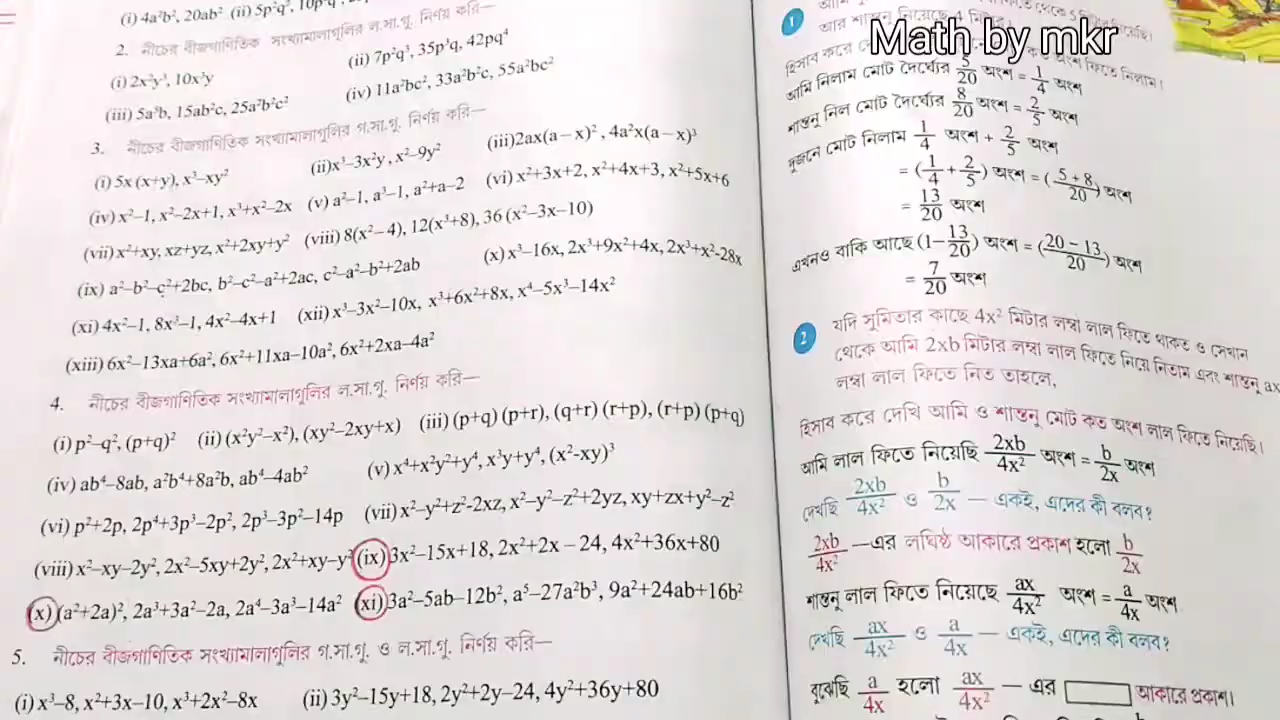 (i) 4a²b², 20ab² (ii) 5p²q²,
2. নীচের বীজগাণিতিক সংখ্যামালাগুলির ল.সা.গু. নির্ণয় করি—
(i) 2x²y³, 10x³y (ii) 7p²q³, 35p³q, 42pq⁴
(iii) 5a³b, 15ab²c, 25a²b²c² (iv) 11a²bc², 33a²b²c, 55a²bc²
3. নীচের বীজগাণিতিক সংখ্যামালাগুলির গ.সা.গু. নির্ণয় করি—
(i) 5x (x+y), x³–xy² (ii)x³–3x²y , x²–9y² (iii)2ax(a–x)² , 4a²x(a–x)³
(iv) x²–1, x²–2x+1, x³+x²–2x (v) a²–1, a³–1, a²+a–2 (vi) x²+3x+2, x²+4x+3, x²+5x+6
(vii) x²+xy, xz+yz, x²+2xy+y² (viii) 8(x²–4), 12(x³+8), 36 (x²–3x–10)
(ix) a²–b²–c²+2bc, b²–c²–a²+2ac, c²–a²–b²+2ab (x) x³–16x, 2x³+9x²+4x, 2x³+x²-28x
(xi) 4x²–1, 8x³–1, 4x²–4x+1 (xii) x³–3x²–10x, x³+6x²+8x, x⁴–5x³–14x²
(xiii) 6x²–13xa+6a², 6x²+11xa–10a², 6x²+2xa–4a²
4. নীচের বীজগাণিতিক সংখ্যামালাগুলির ল.সা.গু. নির্ণয় করি—
(i) p²–q², (p+q)² (ii) (x²y²–x²), (xy²–2xy+x) (iii) (p+q) (p+r), (q+r) (r+p), (r+p) (p+q)
(iv) ab⁴–8ab, a²b⁴+8a²b, ab⁴–4ab² (v) x⁴+x²y²+y⁴, x³y+y⁴, (x²–xy)³
(vi) p²+2p, 2p⁴+3p³–2p², 2p³–3p²–14p (vii) x²–y²+z²-2xz, x²–y²–z²+2yz, xy+zx+y²–z²
(viii) x²–xy–2y², 2x²–5xy+2y², 2x²+xy–y² (ix) 3x²–15x+18, 2x²+2x – 24, 4x²+36x+80
(x) (a²+2a)², 2a³+3a²–2a, 2a⁴–3a³–14a² (xi) 3a²–5ab–12b², a⁵–27a²b³, 9a²+24ab+16b²
5. নীচের বীজগাণিতিক সংখ্যামালাগুলির গ.সা.গু. ও ল.সা.গু. নির্ণয় করি—
(i) x³–8, x²+3x–10, x³+2x²–8x (ii) 3y²–15y+18, 2y²+2y–24, 4y²+36y+80
Math by mkr
1 আর শান্তনু নিয়েছে 4
হিসাব করে
আমি নিলাম মোট দৈর্ঘ্যের 5/20 অংশ = 1/4 অংশ
শান্তনু নিল মোট দৈর্ঘ্যের 8/20 অংশ = 2/5 অংশ
দুজনে মোট নিলাম 1/4 অংশ + 2/5 অংশ
= (1/4 + 2/5) অংশ = (5 + 8/20) অংশ
= 13/20 অংশ
এখনও বাকি আছে (1–13/20) অংশ = (20 – 13/20) অংশ
= 7/20 অংশ
2 যদি সুমিতার কাছে 4x² মিটার লম্বা লাল ফিতে থাকত ও সেখান
থেকে আমি 2xb মিটার লম্বা লাল ফিতে নিয়ে নিতাম এবং শান্তনু ax
লম্বা লাল ফিতে নিত তাহলে,
হিসাব করে দেখি আমি ও শান্তনু মোট কত অংশ লাল ফিতে নিয়েছি।
আমি লাল ফিতে নিয়েছি 2xb/4x² অংশ = b/2x অংশ
দেখছি 2xb/4x² ও b/2x — একই, এদের কী বলব?
2xb/4x² —এর লঘিষ্ঠ আকারে প্রকাশ হলো b/2x
শান্তনু লাল ফিতে নিয়েছে ax/4x² অংশ = a/4x অংশ
দেখছি ax/4x² ও a/4x — একই, এদের কী বলব?
বুঝেছি a/4x হলো ax/4x² — এর আকারে প্রকাশ।